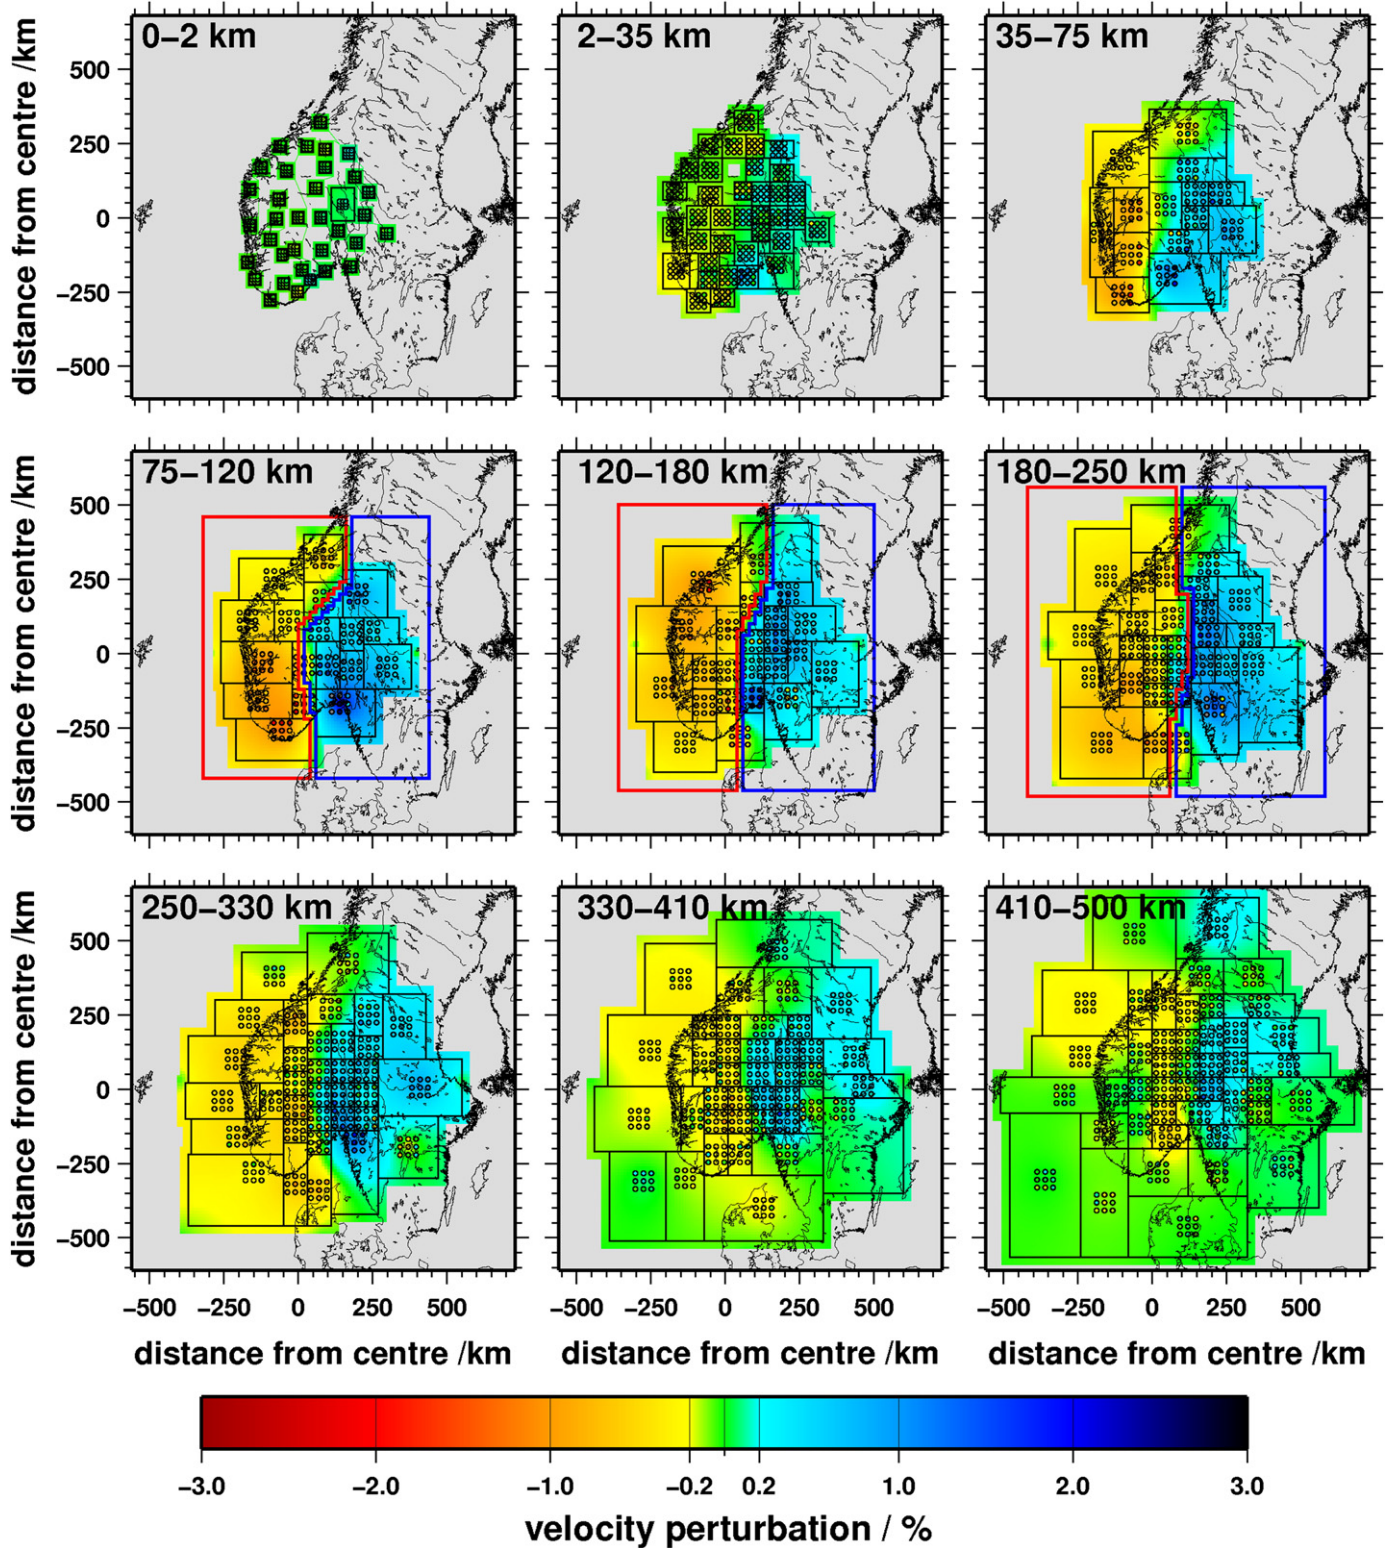 0–2 km 2–35 km 35–75 km
distance from centre /km
500
250
0
−250
−500
75–120 km 120–180 km 180–250 km
distance from centre /km
500
250
0
−250
−500
250–330 km 330–410 km 410–500 km
distance from centre /km
500
250
0
−250
−500
−500 −250 0 250 500 −500 −250 0 250 500 −500 −250 0 250 500
distance from centre /km distance from centre /km distance from centre /km
−3.0 −2.0 −1.0 −0.2 0.2 1.0 2.0 3.0
velocity perturbation / %